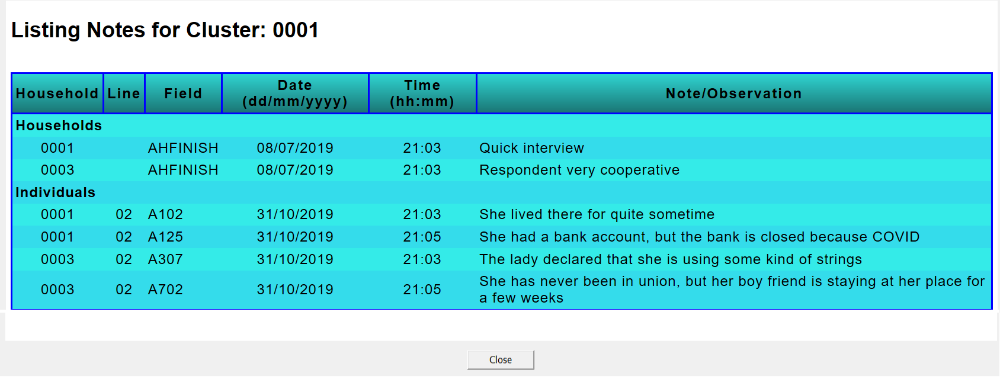 Listing Notes for Cluster: 0001
Household Line Field Date (dd/mm/yyyy) Time (hh:mm) Note/Observation
Households
0001 AHFINISH 08/07/2019 21:03 Quick interview
0003 AHFINISH 08/07/2019 21:03 Respondent very cooperative
Individuals
0001 02 A102 31/10/2019 21:03 She lived there for quite sometime
0001 02 A125 31/10/2019 21:05 She had a bank account, but the bank is closed because COVID
0003 02 A307 31/10/2019 21:03 The lady declared that she is using some kind of strings
0003 02 A702 31/10/2019 21:05 She has never been in union, but her boy friend is staying at her place for
a few weeks
Close